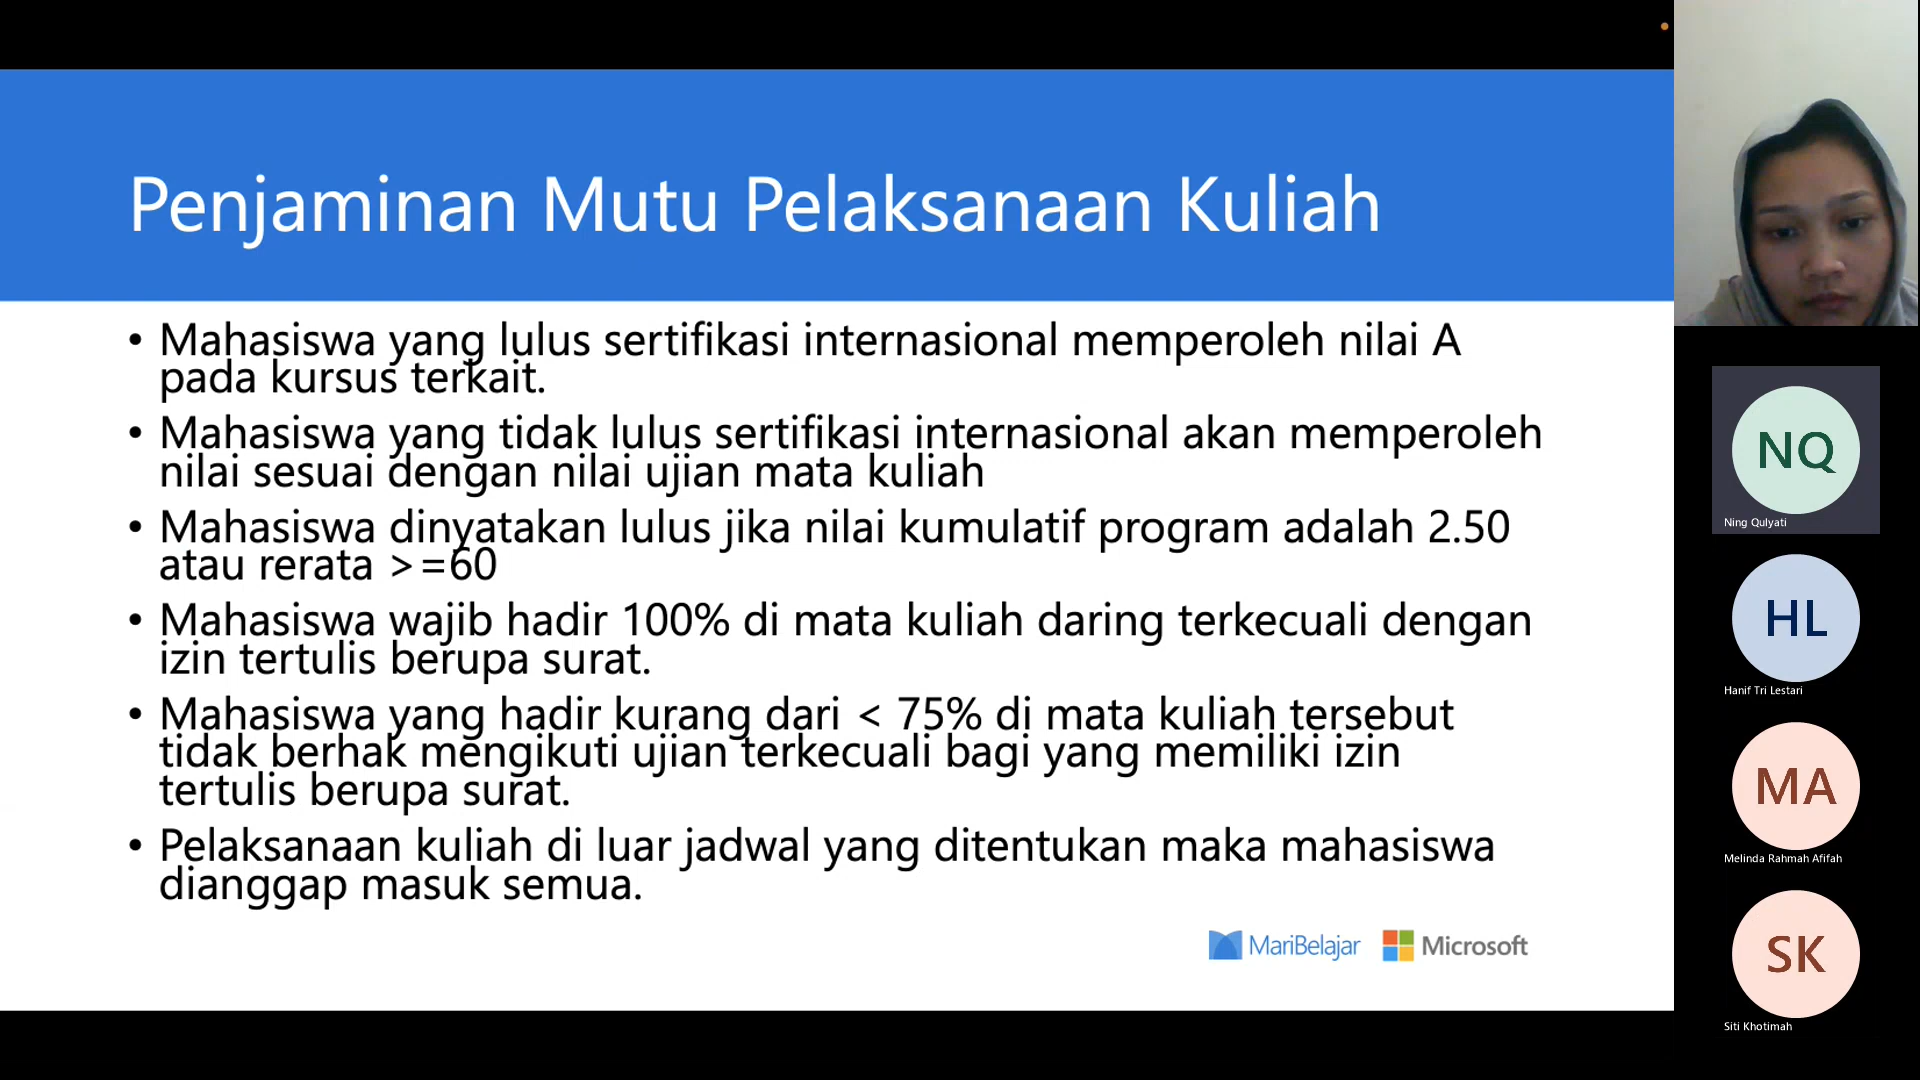 Penjaminan Mutu Pelaksanaan Kuliah
• Mahasiswa yang lulus sertifikasi internasional memperoleh nilai A
pada kursus terkait.
• Mahasiswa yang tidak lulus sertifikasi internasional akan memperoleh
nilai sesuai dengan nilai ujian mata kuliah
• Mahasiswa dinyatakan lulus jika nilai kumulatif program adalah 2.50
atau rerata >=60
• Mahasiswa wajib hadir 100% di mata kuliah daring terkecuali dengan
izin tertulis berupa surat.
• Mahasiswa yang hadir kurang dari < 75% di mata kuliah tersebut
tidak berhak mengikuti ujian terkecuali bagi yang memiliki izin
tertulis berupa surat.
• Pelaksanaan kuliah di luar jadwal yang ditentukan maka mahasiswa
dianggap masuk semua.
MariBelajar Microsoft
NQ
Ning Qulyati
HL
Hanif Tri Lestari
MA
Melinda Rahmah Afifah
SK
Siti Khotimah